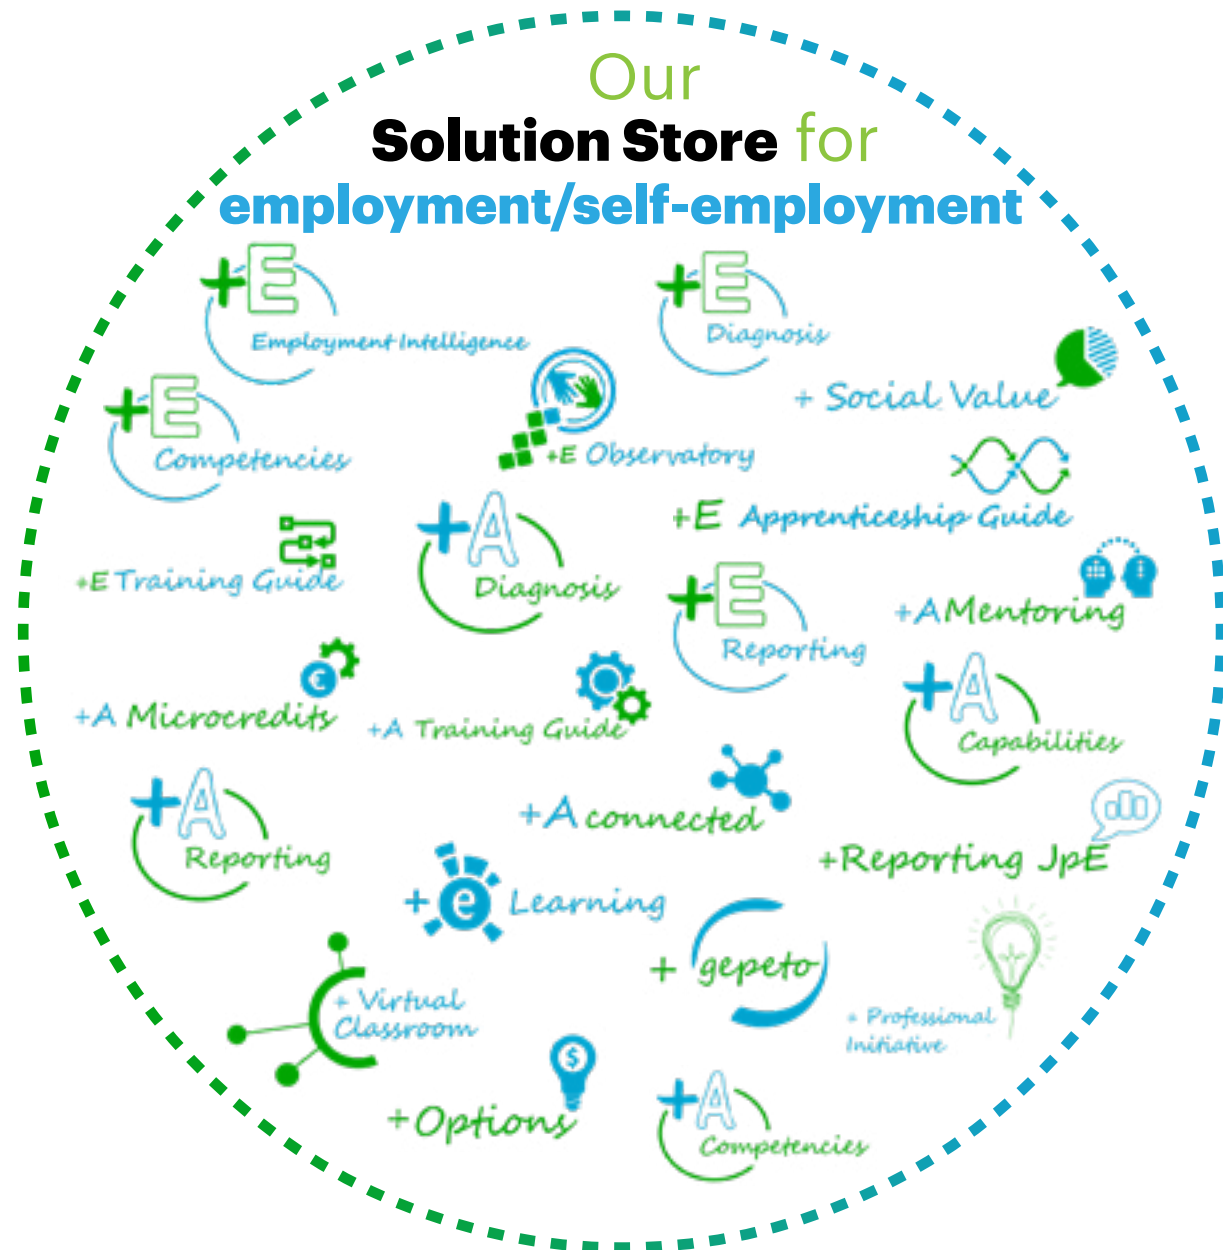 Our
Solution Store for
employment/self-employment
+E
Employment Intelligence
+E
Diagnosis
+ Social Value
+E
Competencies
+E Observatory
+E Apprenticeship Guide
+E Training Guide
+A
Diagnosis
+E
Reporting
+A Mentoring
+A Microcredits
+A Training Guide
+A
Capabilities
+A
Reporting
+A connected
+Reporting JpE
+ e Learning
+ gepeto
+ Virtual
Classroom
+ Professional
Initiative
$
+Options
+A
Competencies